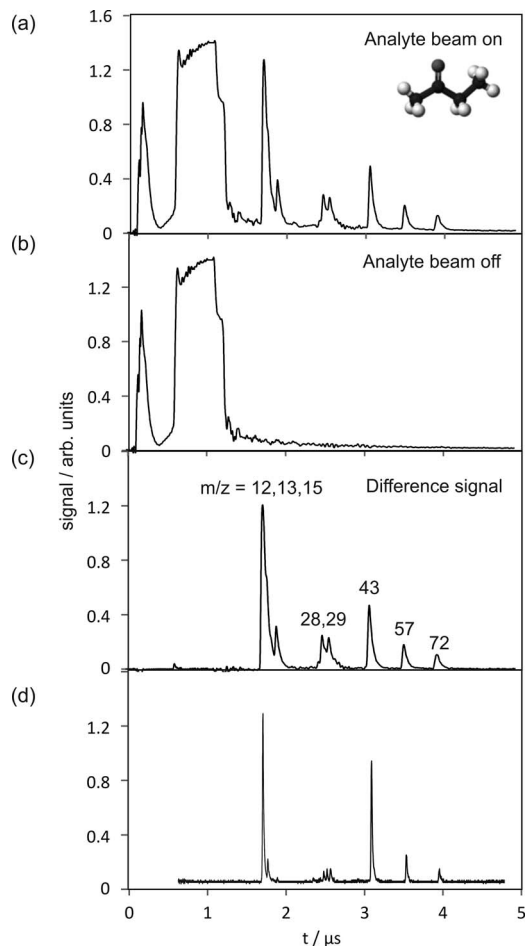 (a)
Analyte beam on
1.6
1.2
0.8
0.4
0
(b)
Analyte beam off
1.2
0.8
0.4
0
signal / arb. units
(c)
m/z = 12,13,15
Difference signal
1.2
0.8
0.4
0
28,29
43
57
72
(d)
1.2
0.8
0.4
0
0 1 2 3 4 5
t / μs